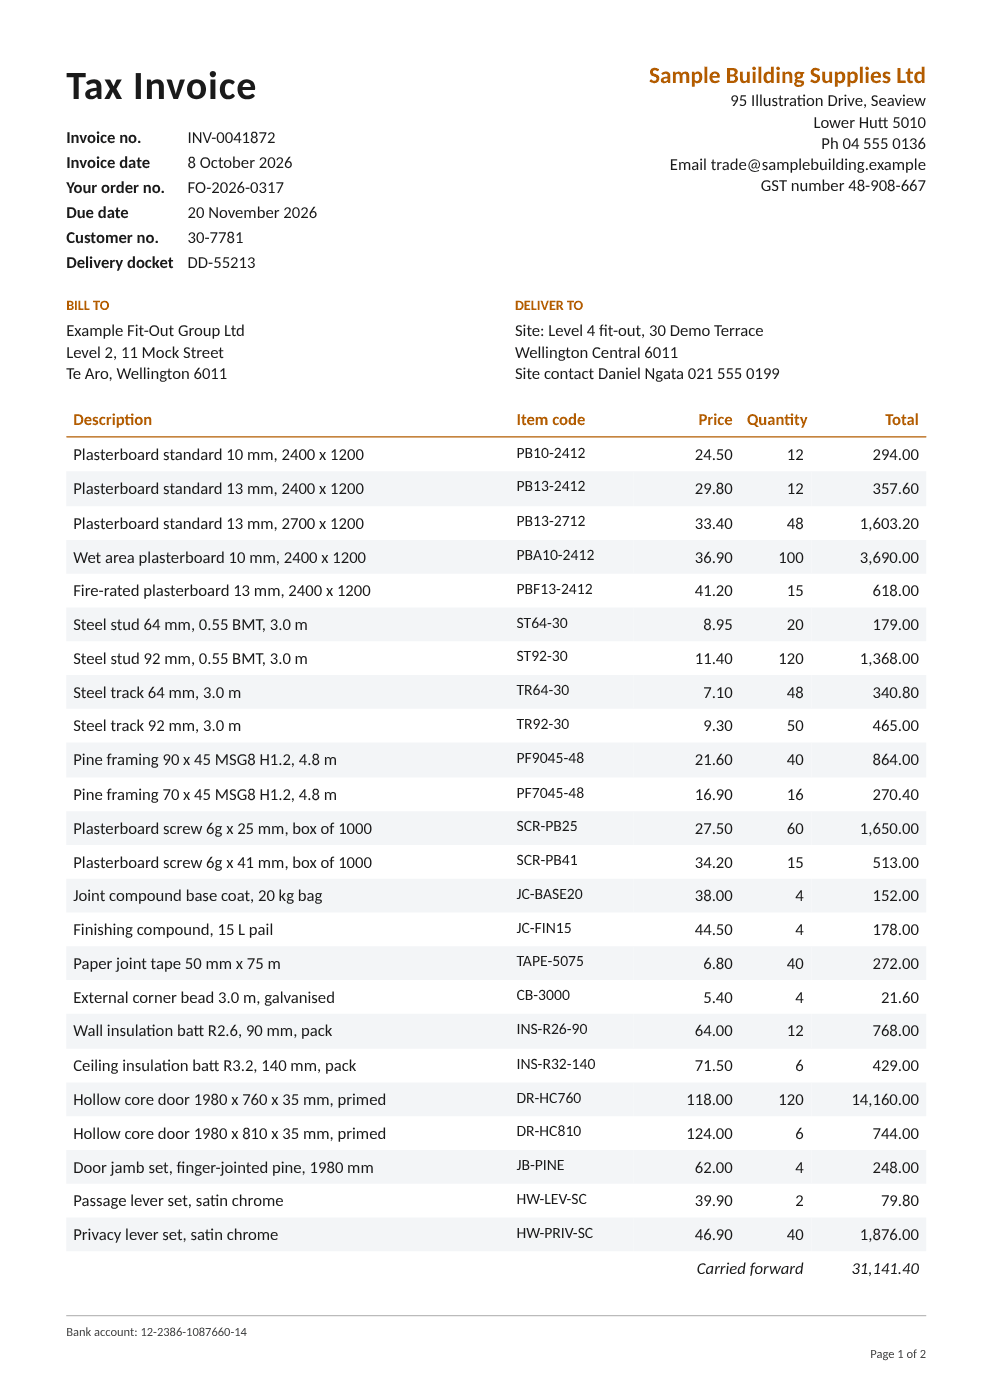 Tax Invoice
Invoice no. INV-0041872
Invoice date 8 October 2026
Your order no. FO-2026-0317
Due date 20 November 2026
Customer no. 30-7781
Delivery docket DD-55213
Sample Building Supplies Ltd
95 Illustration Drive, Seaview
Lower Hutt 5010
Ph 04 555 0136
Email trade@samplebuilding.example
GST number 48-908-667
BILL TO
Example Fit-Out Group Ltd
Level 2, 11 Mock Street
Te Aro, Wellington 6011
DELIVER TO
Site: Level 4 fit-out, 30 Demo Terrace
Wellington Central 6011
Site contact Daniel Ngata 021 555 0199
Description Item code Price Quantity Total
Plasterboard standard 10 mm, 2400 x 1200 PB10-2412 24.50 12 294.00
Plasterboard standard 13 mm, 2400 x 1200 PB13-2412 29.80 12 357.60
Plasterboard standard 13 mm, 2700 x 1200 PB13-2712 33.40 48 1,603.20
Wet area plasterboard 10 mm, 2400 x 1200 PBA10-2412 36.90 100 3,690.00
Fire-rated plasterboard 13 mm, 2400 x 1200 PBF13-2412 41.20 15 618.00
Steel stud 64 mm, 0.55 BMT, 3.0 m ST64-30 8.95 20 179.00
Steel stud 92 mm, 0.55 BMT, 3.0 m ST92-30 11.40 120 1,368.00
Steel track 64 mm, 3.0 m TR64-30 7.10 48 340.80
Steel track 92 mm, 3.0 m TR92-30 9.30 50 465.00
Pine framing 90 x 45 MSG8 H1.2, 4.8 m PF9045-48 21.60 40 864.00
Pine framing 70 x 45 MSG8 H1.2, 4.8 m PF7045-48 16.90 16 270.40
Plasterboard screw 6g x 25 mm, box of 1000 SCR-PB25 27.50 60 1,650.00
Plasterboard screw 6g x 41 mm, box of 1000 SCR-PB41 34.20 15 513.00
Joint compound base coat, 20 kg bag JC-BASE20 38.00 4 152.00
Finishing compound, 15 L pail JC-FIN15 44.50 4 178.00
Paper joint tape 50 mm x 75 m TAPE-5075 6.80 40 272.00
External corner bead 3.0 m, galvanised CB-3000 5.40 4 21.60
Wall insulation batt R2.6, 90 mm, pack INS-R26-90 64.00 12 768.00
Ceiling insulation batt R3.2, 140 mm, pack INS-R32-140 71.50 6 429.00
Hollow core door 1980 x 760 x 35 mm, primed DR-HC760 118.00 120 14,160.00
Hollow core door 1980 x 810 x 35 mm, primed DR-HC810 124.00 6 744.00
Door jamb set, finger-jointed pine, 1980 mm JB-PINE 62.00 4 248.00
Passage lever set, satin chrome HW-LEV-SC 39.90 2 79.80
Privacy lever set, satin chrome HW-PRIV-SC 46.90 40 1,876.00
Carried forward 31,141.40
Bank account: 12-2386-1087660-14
Page 1 of 2